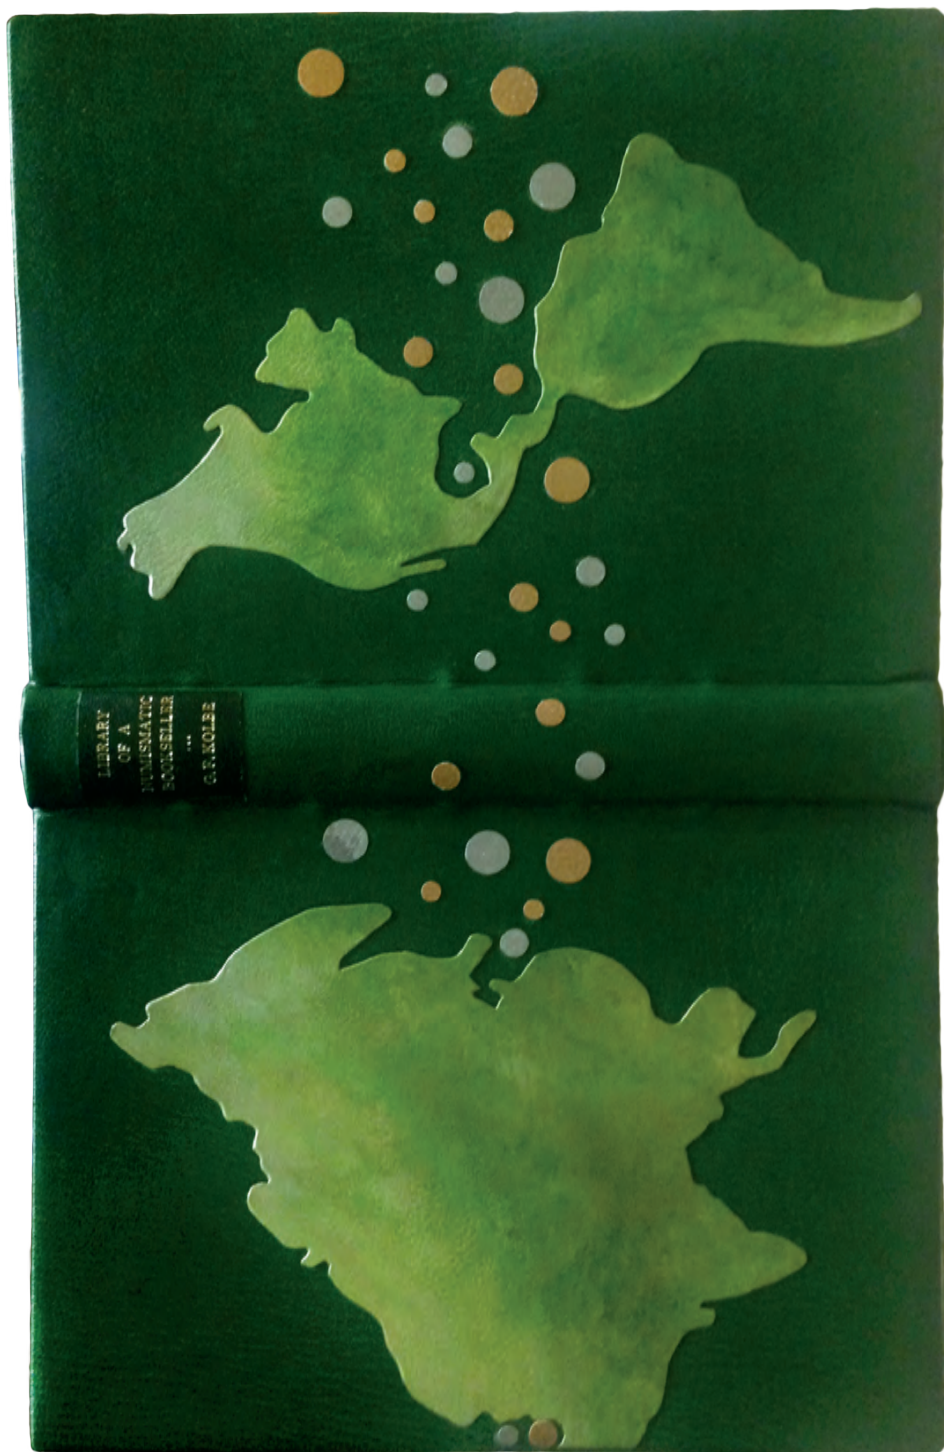 LIBRARY
OF A
NUMISMATIC
BOOKSELLER
...
G.F. KOLBE